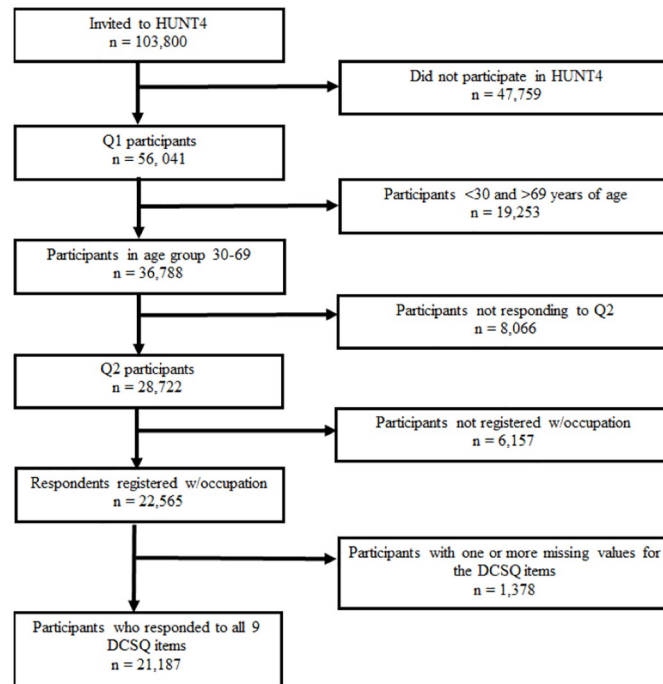 Invited to HUNT4
n = 103,800
Did not participate in HUNT4
n = 47,759
Q1 participants
n = 56, 041
Participants <30 and >69 years of age
n = 19,253
Participants in age group 30-69
n = 36,788
Participants not responding to Q2
n = 8,066
Q2 participants
n = 28,722
Participants not registered w/occupation
n = 6,157
Respondents registered w/occupation
n = 22,565
Participants with one or more missing values for
the DCSQ items
n = 1,378
Participants who responded to all 9
DCSQ items
n = 21,187